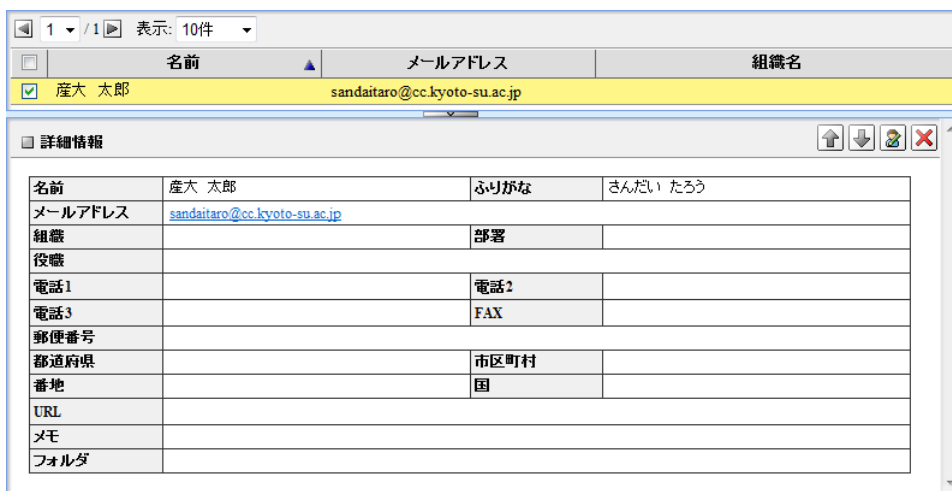 1 /1 表示: 10件
名前 メールアドレス 組織名
産大 太郎 sandaitaro@cc.kyoto-su.ac.jp
詳細情報
名前 産大 太郎 ふりがな さんだい たろう
メールアドレス sandaitaro@cc.kyoto-su.ac.jp
組織 部署
役職
電話1 電話2
電話3 FAX
郵便番号
都道府県 市区町村
番地 国
URL
メモ
フォルダ